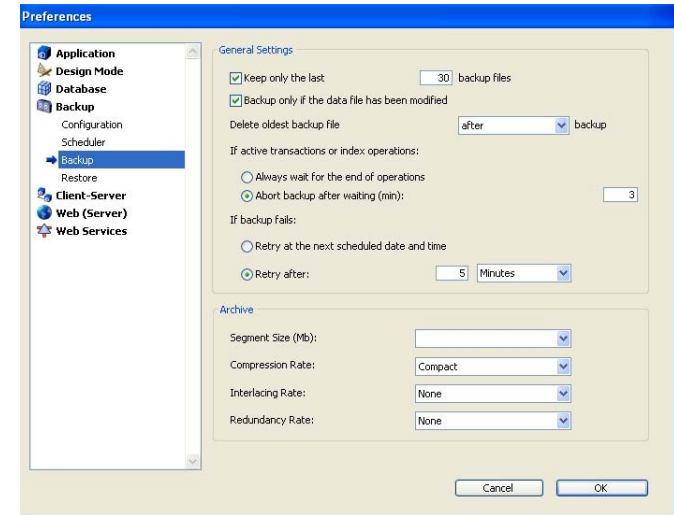 Preferences
Application
Design Mode
Database
Backup
Configuration
Scheduler
Backup
Restore
Client-Server
Web (Server)
Web Services
General Settings
Keep only the last 30 backup files
Backup only if the data file has been modified
Delete oldest backup file after backup
If active transactions or index operations:
Always wait for the end of operations
Abort backup after waiting (min): 3
If backup fails:
Retry at the next scheduled date and time
Retry after: 5 Minutes
Archive
Segment Size (Mb):
Compression Rate: Compact
Interlacing Rate: None
Redundancy Rate: None
Cancel OK